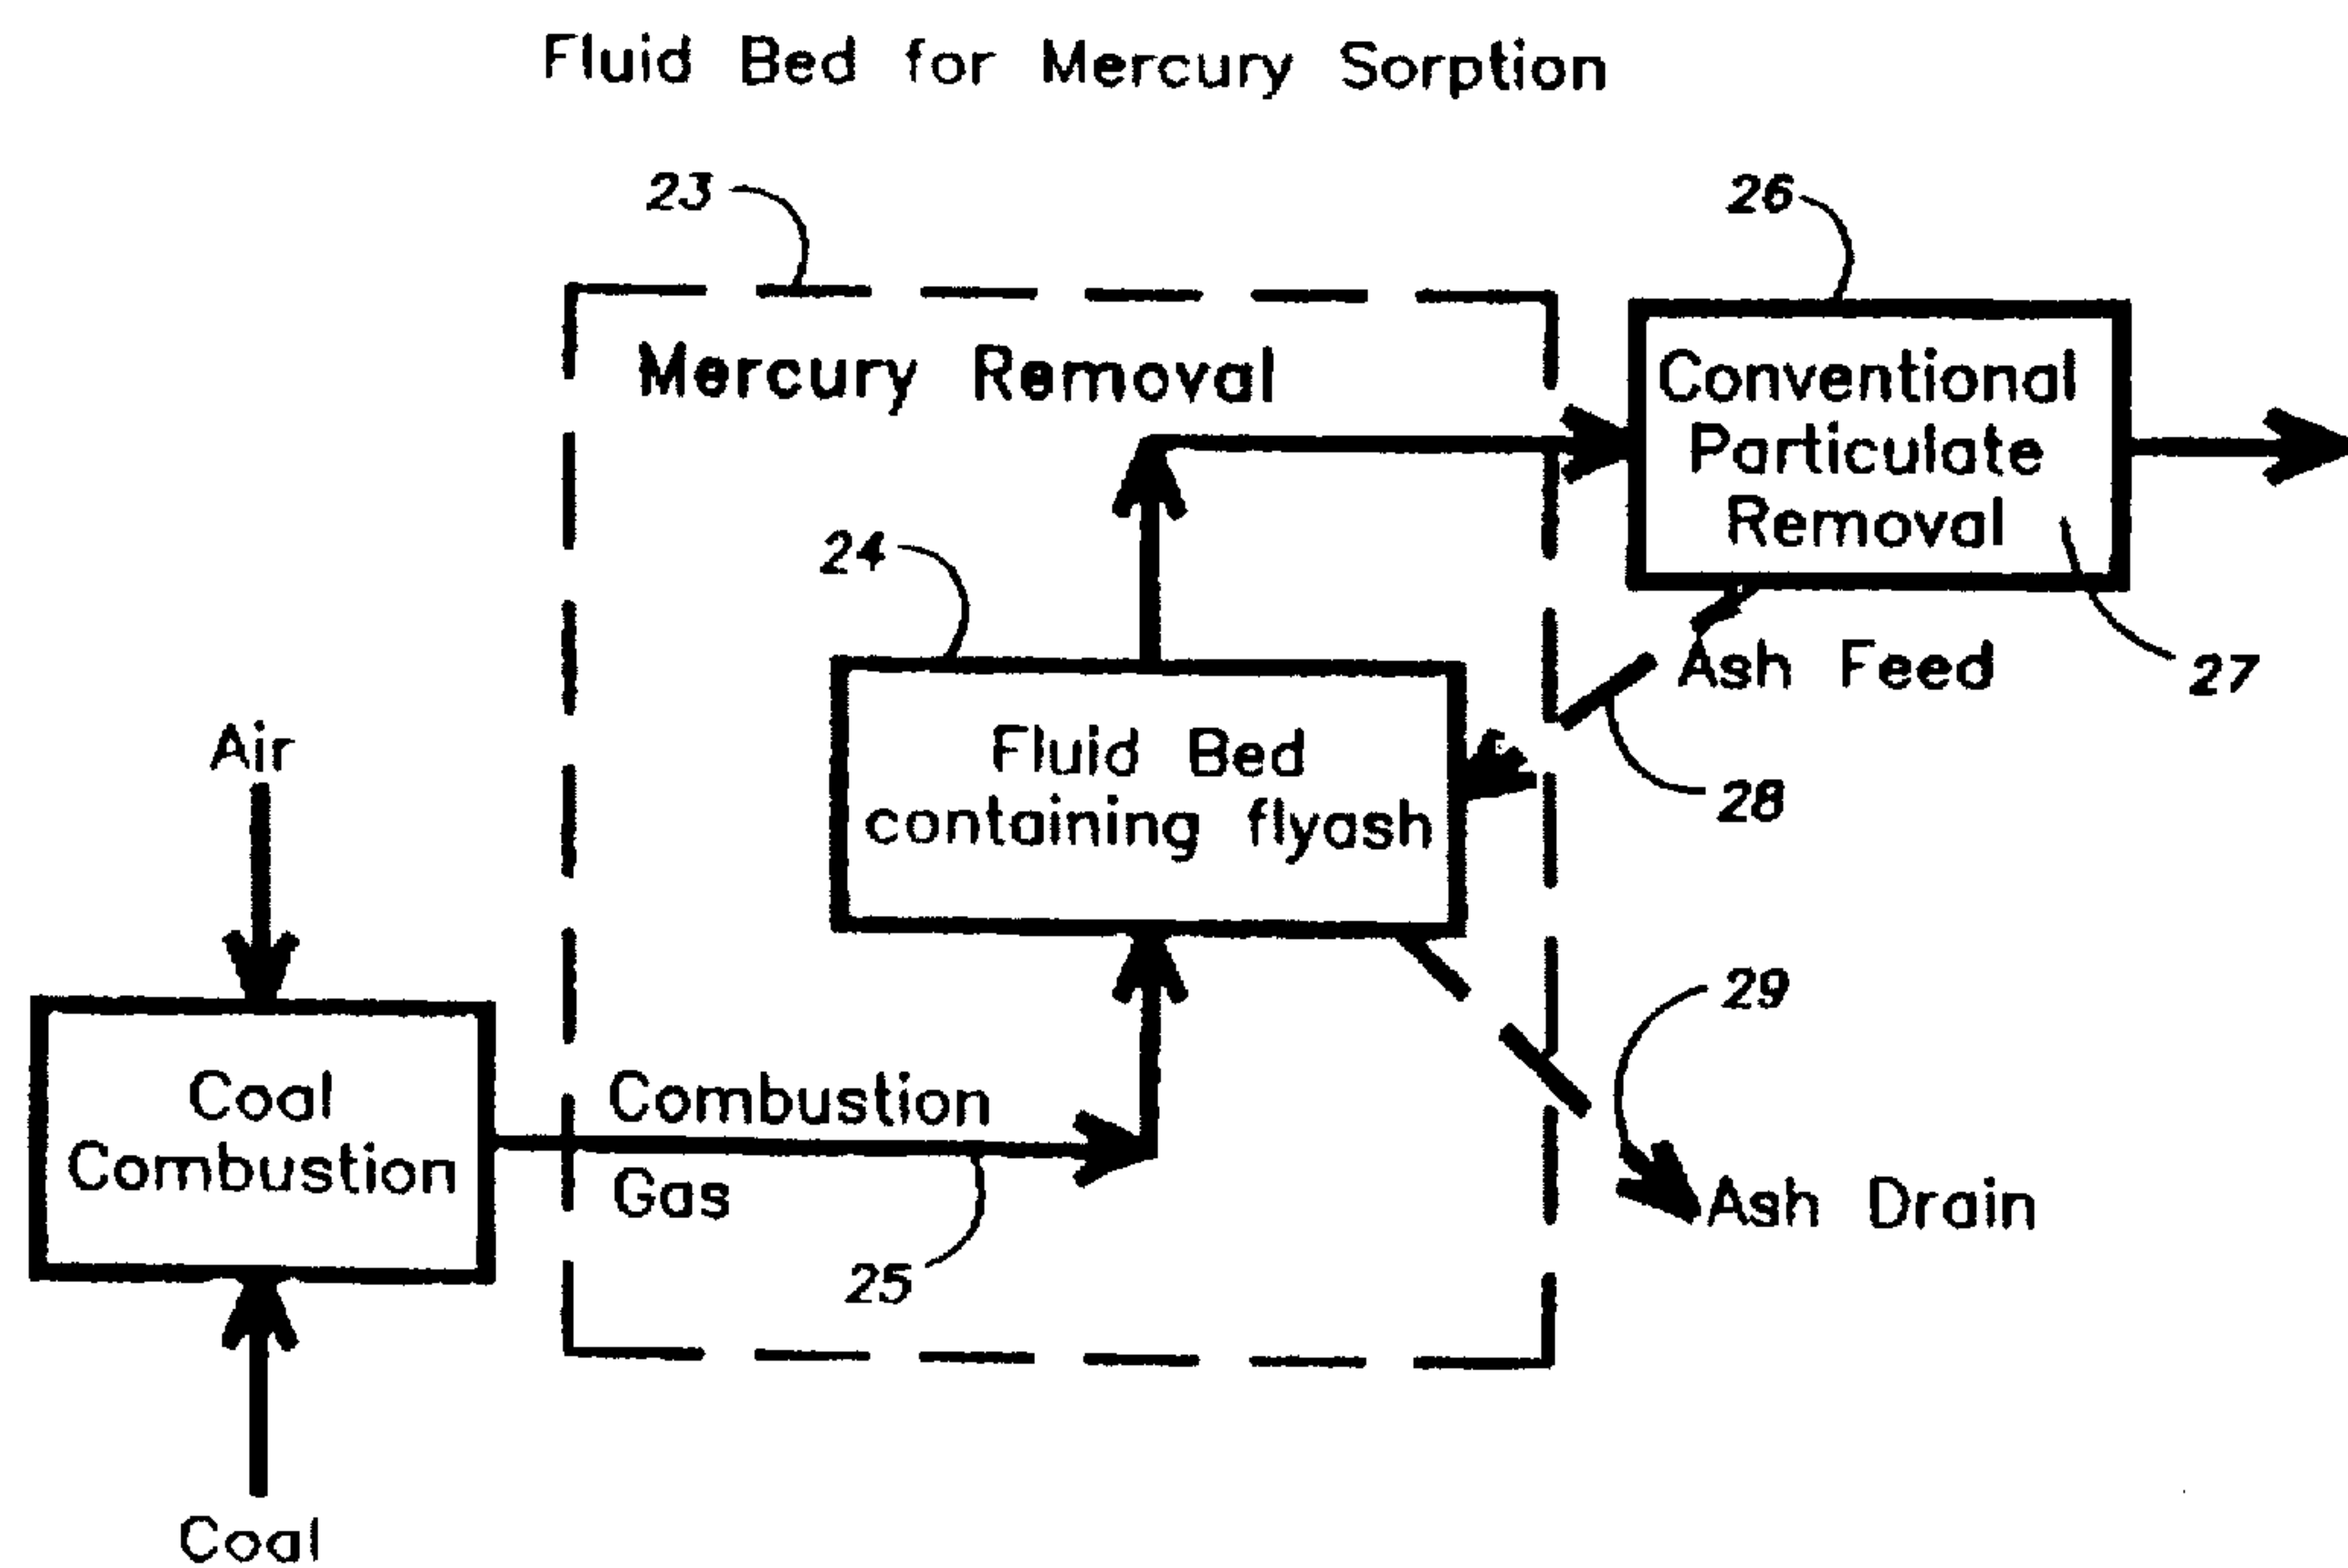 Fluid Bed for Mercury Sorption
23
26
Mercury Removal
Conventional
Particulate
Removal
24
Ash Feed
27
Air
Fluid Bed
containing flyash
28
29
Coal
Combustion
Combustion
Gas
Ash Drain
25
Coal